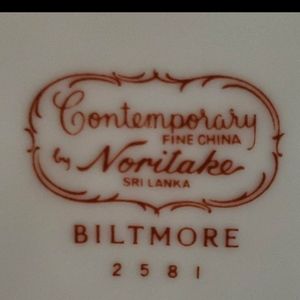 Contemporary
FINE CHINA
by Noritake
SRI LANKA
BILTMORE
2581